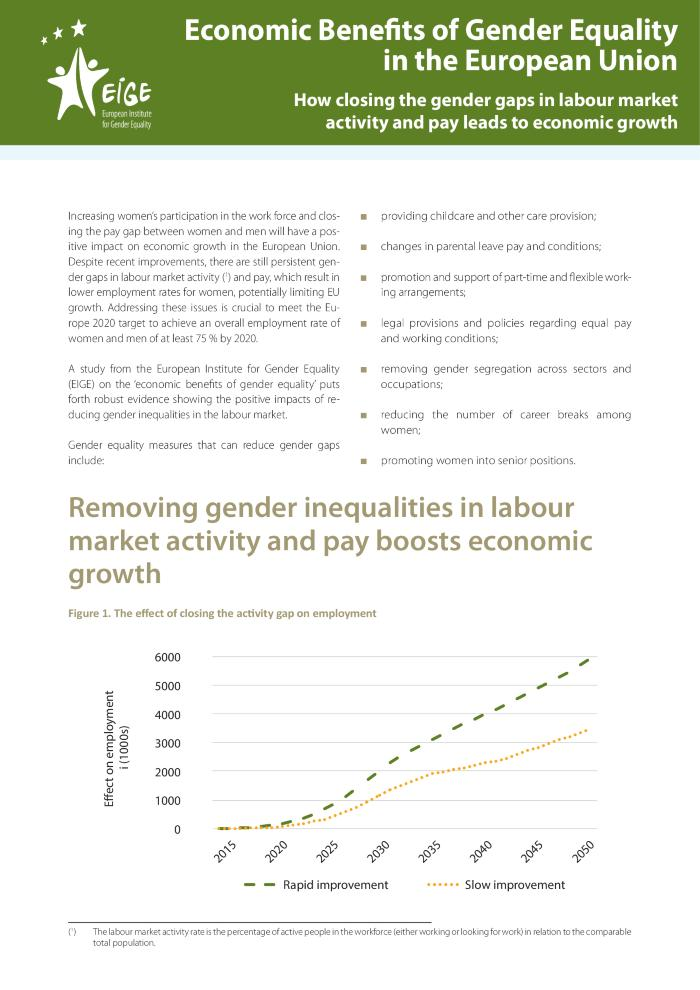 Economic Benefits of Gender Equality
in the European Union
How closing the gender gaps in labour market
activity and pay leads to economic growth
EIGE
European Institute
for Gender Equality
Increasing women's participation in the work force and clos-
ing the pay gap between women and men will have a pos-
itive impact on economic growth in the European Union.
Despite recent improvements, there are still persistent gen-
der gaps in labour market activity (¹) and pay, which result in
lower employment rates for women, potentially limiting EU
growth. Addressing these issues is crucial to meet the Eu-
rope 2020 target to achieve an overall employment rate of
women and men of at least 75 % by 2020.
A study from the European Institute for Gender Equality
(EIGE) on the 'economic benefits of gender equality' puts
forth robust evidence showing the positive impacts of re-
ducing gender inequalities in the labour market.
Gender equality measures that can reduce gender gaps
include:
■ providing childcare and other care provision;
■ changes in parental leave pay and conditions;
■ promotion and support of part-time and flexible work-
ing arrangements;
■ legal provisions and policies regarding equal pay
and working conditions;
■ removing gender segregation across sectors and
occupations;
■ reducing the number of career breaks among
women;
■ promoting women into senior positions.
Removing gender inequalities in labour
market activity and pay boosts economic
growth
Figure 1. The effect of closing the activity gap on employment
Effect on employment
i (1000s)
6000
5000
4000
3000
2000
1000
0
2015
2020
2025
2030
2035
2040
2045
2050
Rapid improvement
Slow improvement
(¹) The labour market activity rate is the percentage of active people in the workforce (either working or looking for work) in relation to the comparable
total population.